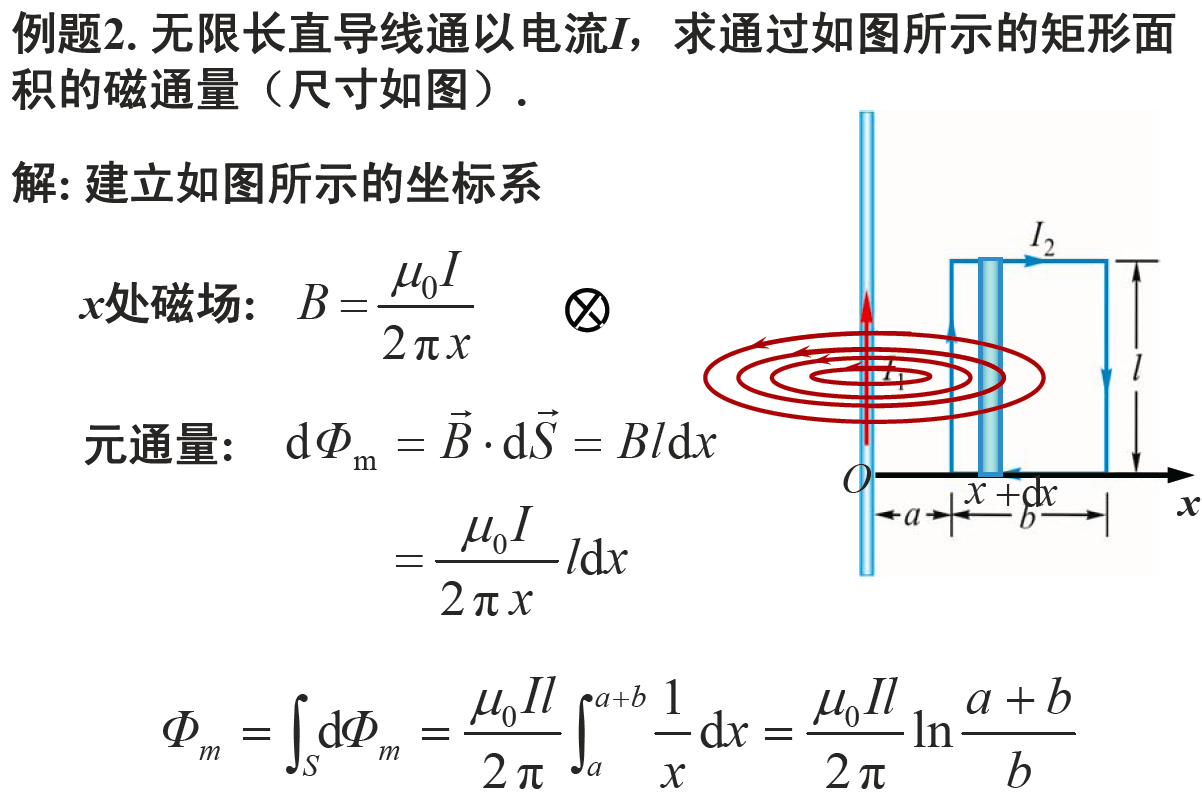 例题2. 无限长直导线通以电流I，求通过如图所示的矩形面
积的磁通量（尺寸如图）.
解: 建立如图所示的坐标系
x处磁场: B = μ₀I / 2πx ⊗
元通量: dΦₘ = B⃗ · dS⃗ = Bldx
= μ₀I / 2πx ldx
Φₘ = ∫_S dΦₘ = μ₀Il / 2π ∫_a^{a+b} 1/x dx = μ₀Il / 2π ln (a + b) / b
I₂
I₁
l
O
x +dx
x
a
b